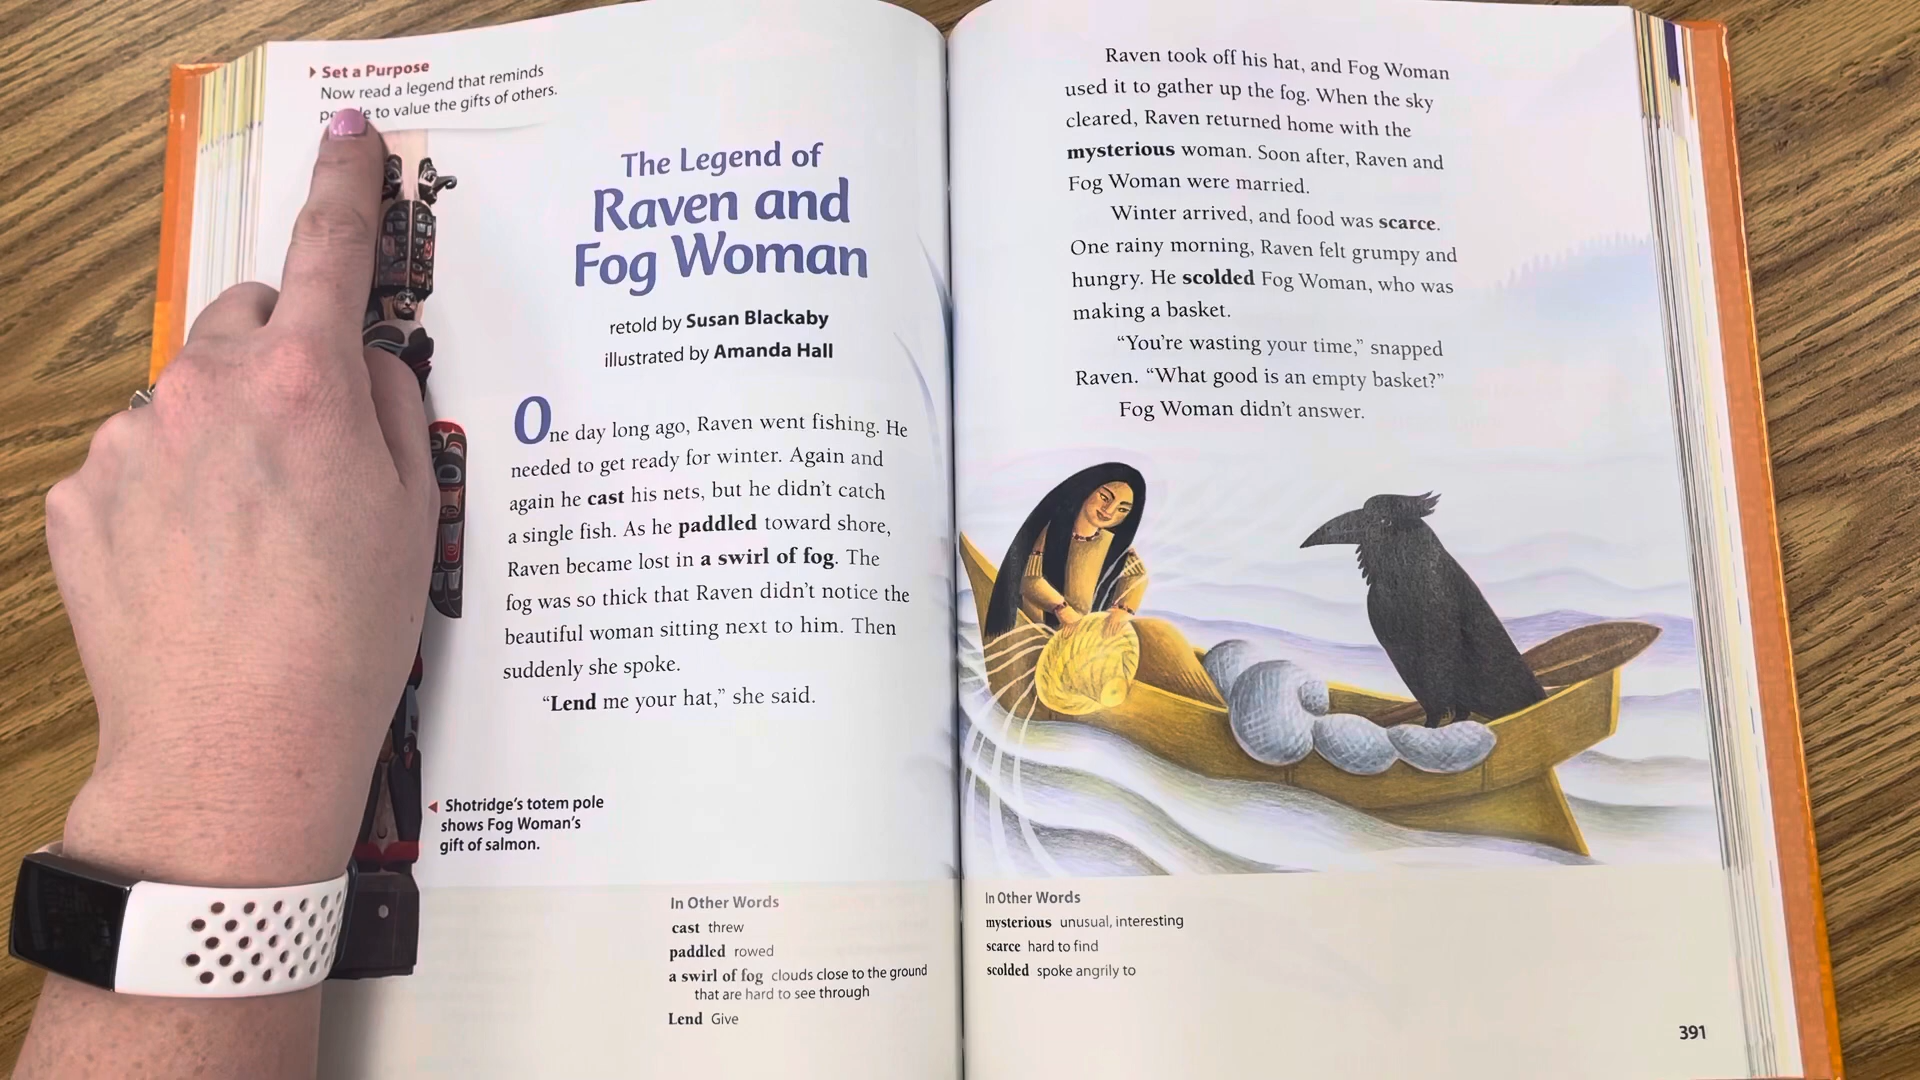 Set a Purpose
Now read a legend that reminds
to value the gifts of others.
The Legend of
Raven and
Fog Woman
retold by Susan Blackaby
illustrated by Amanda Hall
One day long ago, Raven went fishing. He
needed to get ready for winter. Again and
again he cast his nets, but he didn’t catch
a single fish. As he paddled toward shore,
Raven became lost in a swirl of fog. The
fog was so thick that Raven didn’t notice the
beautiful woman sitting next to him. Then
suddenly she spoke.
“Lend me your hat,” she said.
Shotridge’s totem pole
shows Fog Woman’s
gift of salmon.
In Other Words
cast threw
paddled rowed
a swirl of fog clouds close to the ground
that are hard to see through
Lend Give
Raven took off his hat, and Fog Woman
used it to gather up the fog. When the sky
cleared, Raven returned home with the
mysterious woman. Soon after, Raven and
Fog Woman were married.
Winter arrived, and food was scarce.
One rainy morning, Raven felt grumpy and
hungry. He scolded Fog Woman, who was
making a basket.
“You’re wasting your time,” snapped
Raven. “What good is an empty basket?”
Fog Woman didn’t answer.
In Other Words
mysterious unusual, interesting
scarce hard to find
scolded spoke angrily to
391